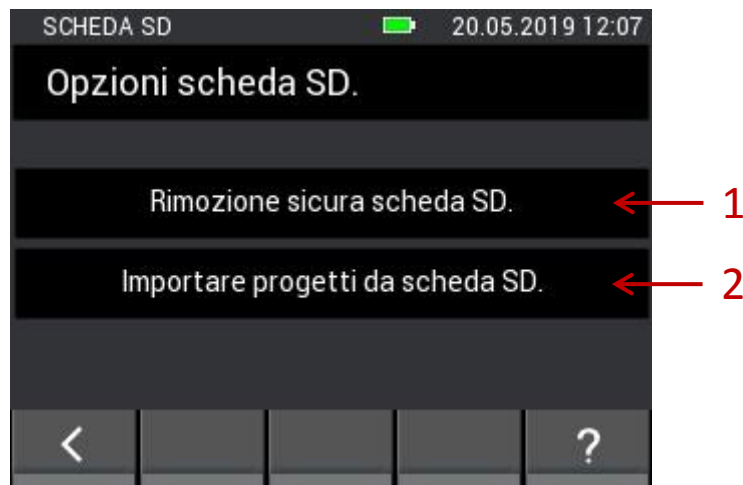 SCHEDA SD 20.05.2019 12:07
Opzioni scheda SD.
Rimozione sicura scheda SD. 1
Importare progetti da scheda SD. 2
< ?